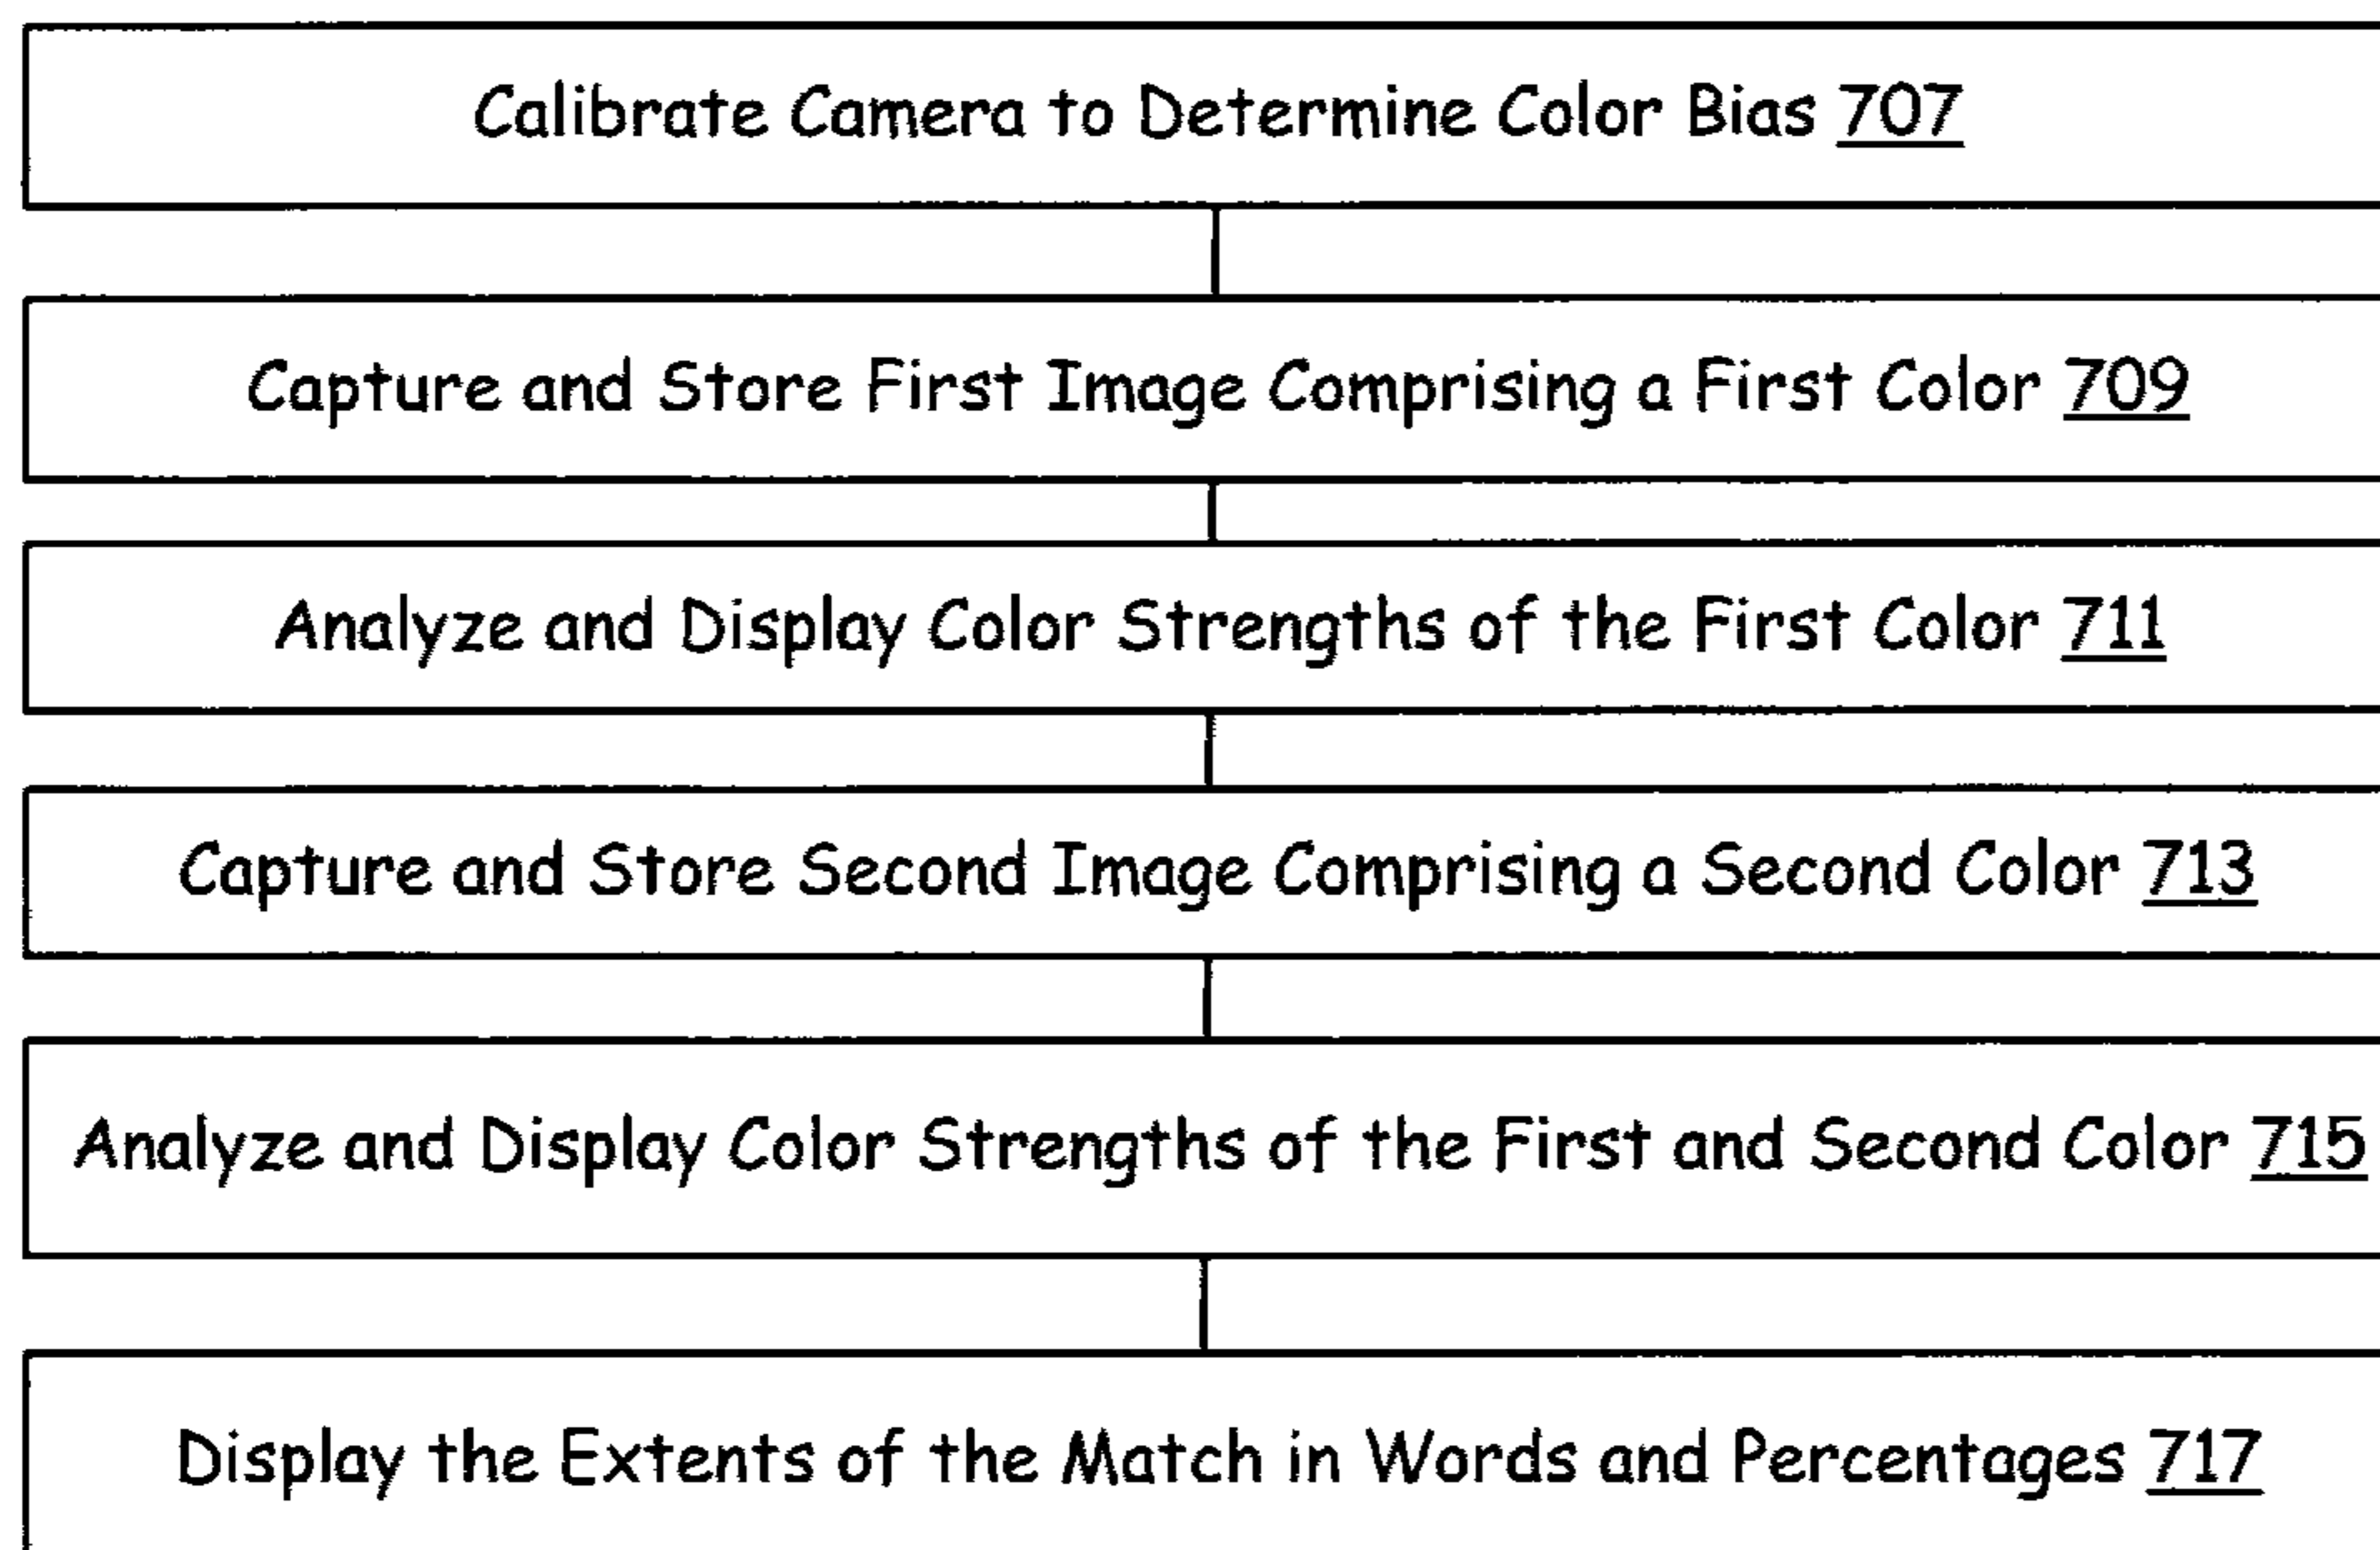 Calibrate Camera to Determine Color Bias 707
Capture and Store First Image Comprising a First Color 709
Analyze and Display Color Strengths of the First Color 711
Capture and Store Second Image Comprising a Second Color 713
Analyze and Display Color Strengths of the First and Second Color 715
Display the Extents of the Match in Words and Percentages 717